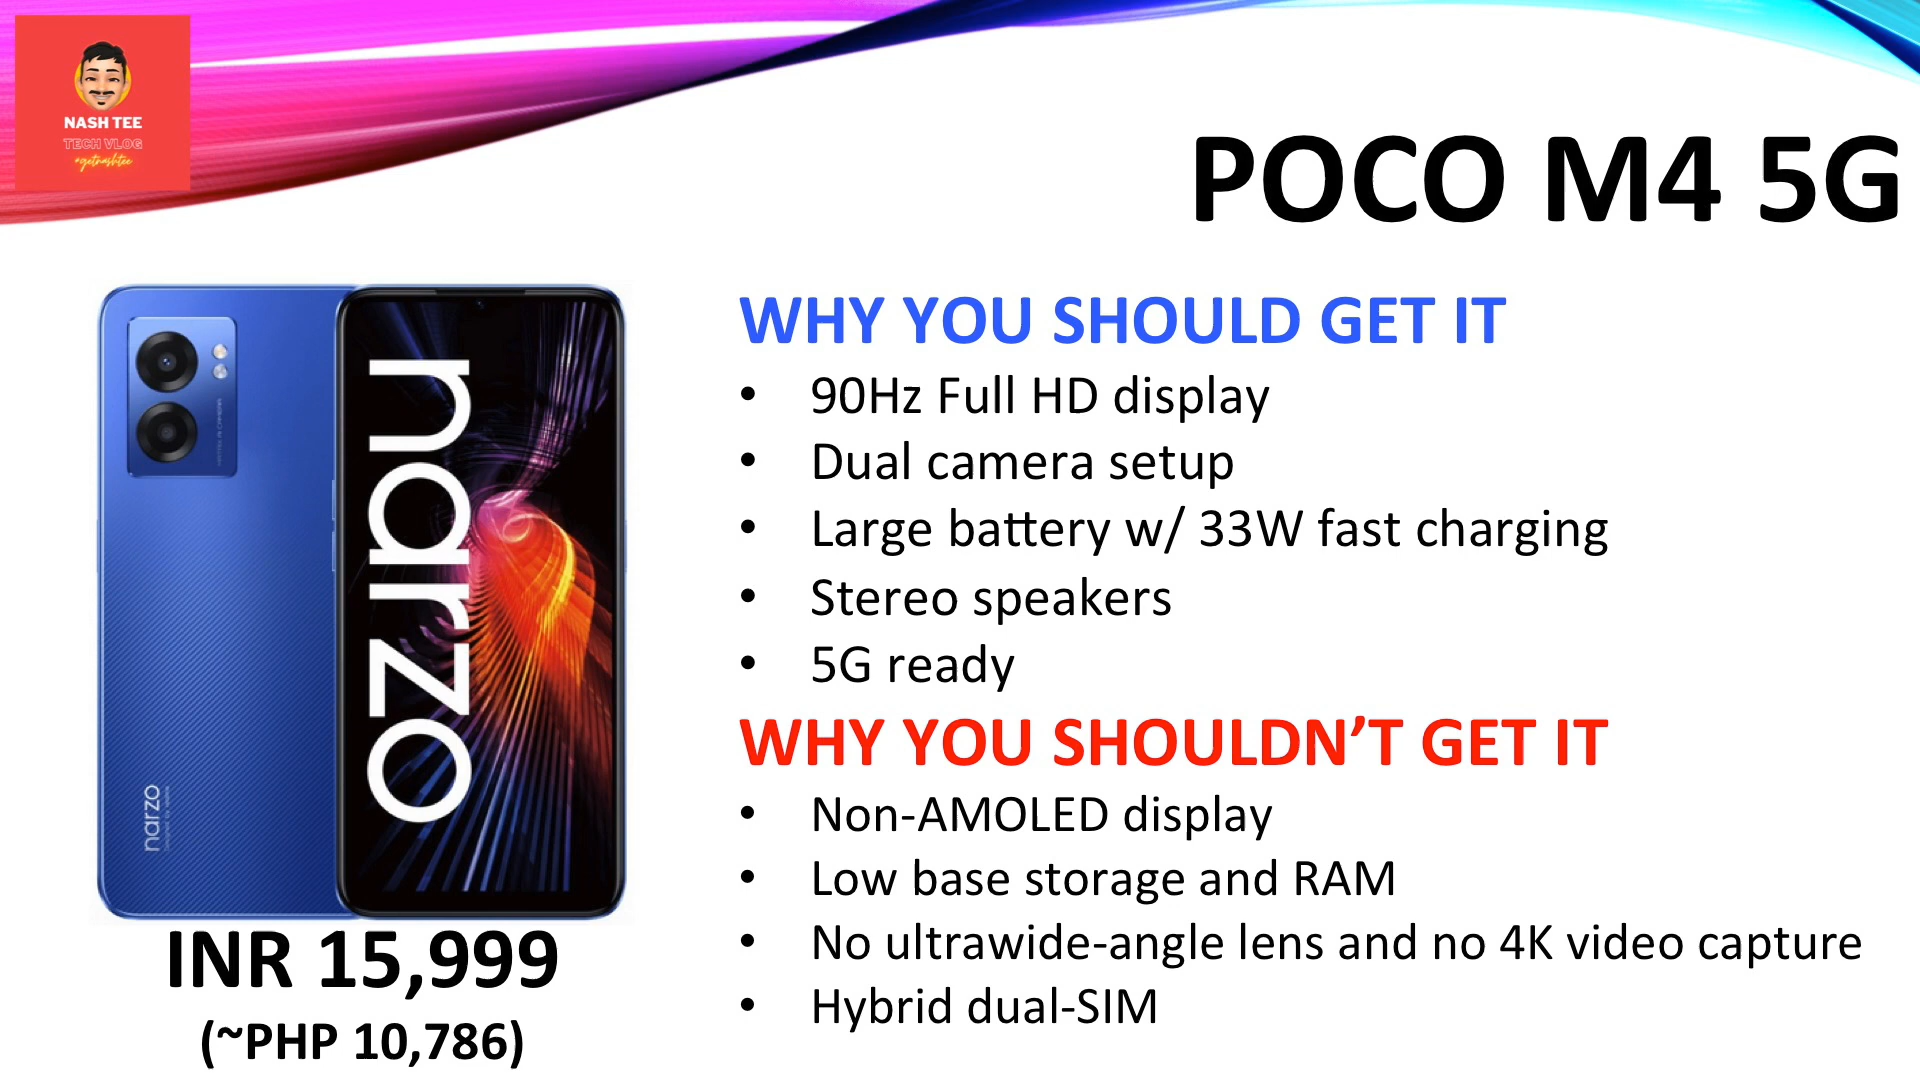 NASH TEE
TECH VLOG
#getnashtee
POCO M4 5G
narzo
narzo
INR 15,999
(~PHP 10,786)
WHY YOU SHOULD GET IT
• 90Hz Full HD display
• Dual camera setup
• Large battery w/ 33W fast charging
• Stereo speakers
• 5G ready
WHY YOU SHOULDN’T GET IT
• Non-AMOLED display
• Low base storage and RAM
• No ultrawide-angle lens and no 4K video capture
• Hybrid dual-SIM